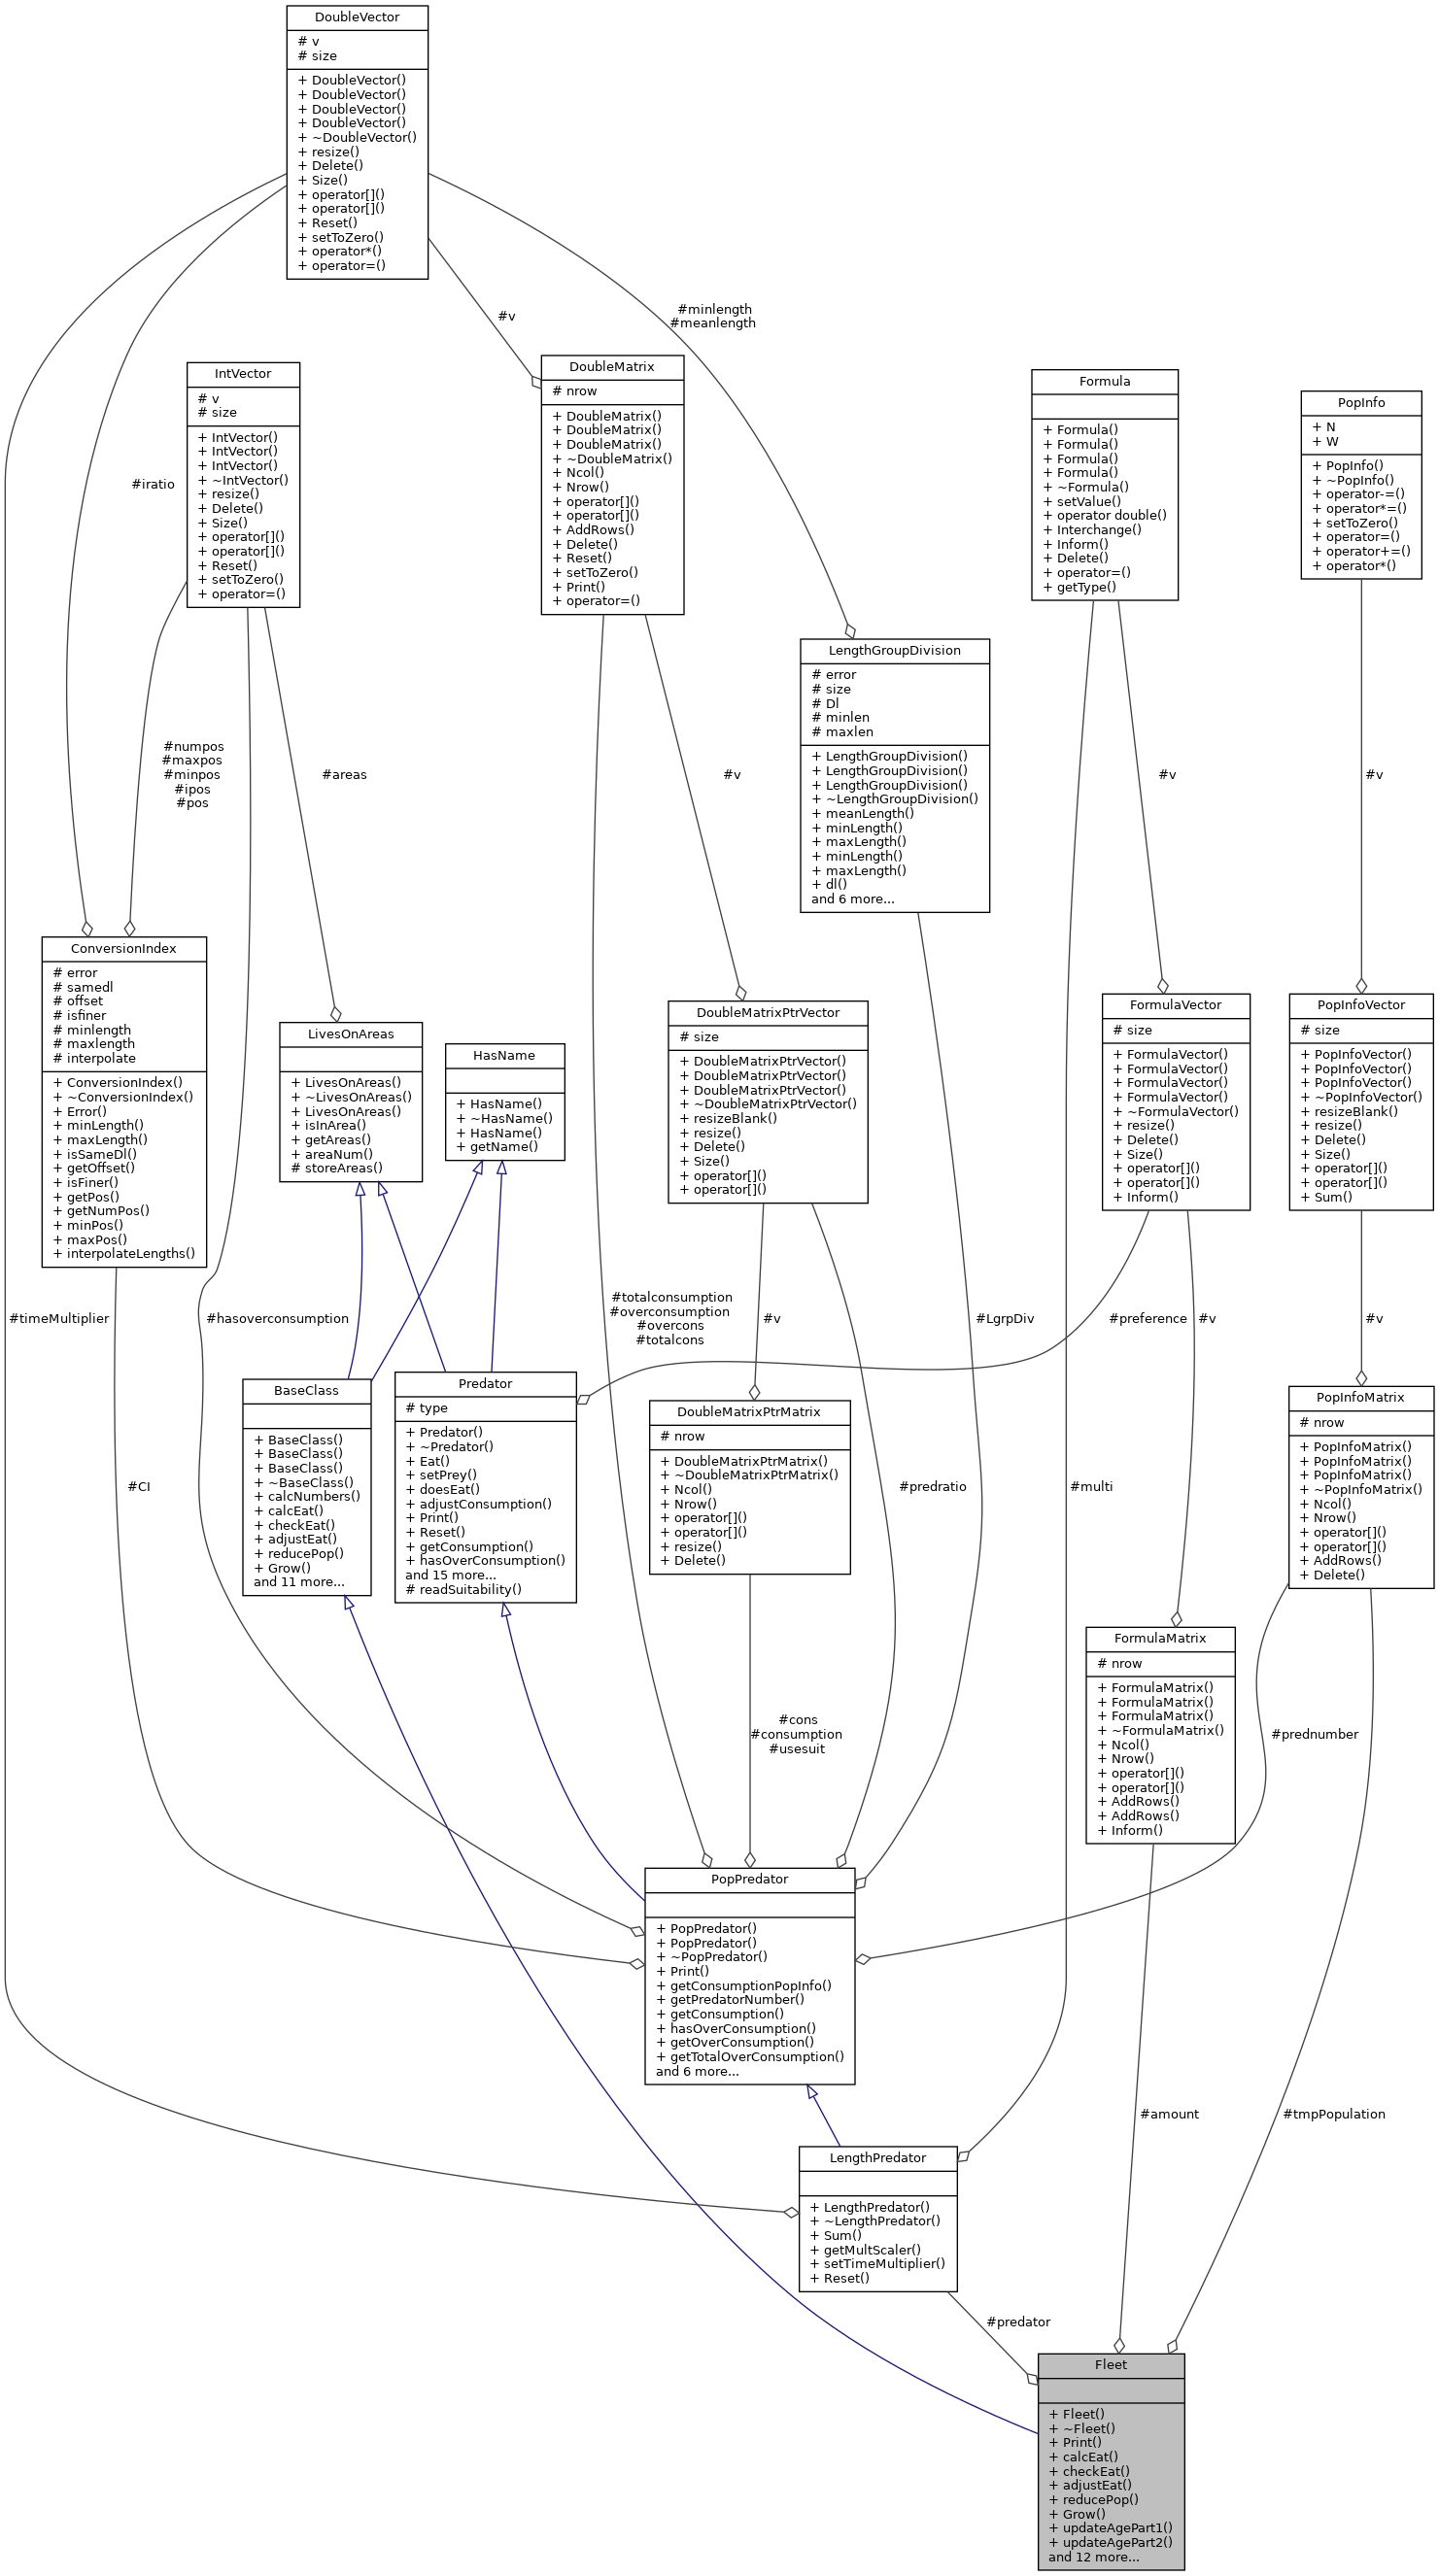 DoubleVector
# v
# size
+ DoubleVector()
+ DoubleVector()
+ DoubleVector()
+ DoubleVector()
+ ~DoubleVector()
+ resize()
+ Delete()
+ Size()
+ operator[]()
+ operator[]()
+ Reset()
+ setToZero()
+ operator*()
+ operator=()
#v
#minlength
#meanlength
#iratio
IntVector
# v
# size
+ IntVector()
+ IntVector()
+ IntVector()
+ ~IntVector()
+ resize()
+ Delete()
+ Size()
+ operator[]()
+ operator[]()
+ Reset()
+ setToZero()
+ operator=()
DoubleMatrix
# nrow
+ DoubleMatrix()
+ DoubleMatrix()
+ DoubleMatrix()
+ ~DoubleMatrix()
+ Ncol()
+ Nrow()
+ operator[]()
+ operator[]()
+ AddRows()
+ Delete()
+ Reset()
+ setToZero()
+ Print()
+ operator=()
Formula
+ Formula()
+ Formula()
+ Formula()
+ Formula()
+ ~Formula()
+ setValue()
+ operator double()
+ Interchange()
+ Inform()
+ Delete()
+ operator=()
+ getType()
PopInfo
+ N
+ W
+ PopInfo()
+ ~PopInfo()
+ operator-=()
+ operator*=()
+ setToZero()
+ operator=()
+ operator+=()
+ operator*()
LengthGroupDivision
# error
# size
# Dl
# minlen
# maxlen
+ LengthGroupDivision()
+ LengthGroupDivision()
+ LengthGroupDivision()
+ ~LengthGroupDivision()
+ meanLength()
+ minLength()
+ maxLength()
+ minLength()
+ maxLength()
+ dl()
and 6 more...
#numpos
#maxpos
#minpos
#ipos
#pos
#areas
#v
#v
#v
ConversionIndex
# error
# samedl
# offset
# isfiner
# minlength
# maxlength
# interpolate
+ ConversionIndex()
+ ~ConversionIndex()
+ Error()
+ minLength()
+ maxLength()
+ isSameDl()
+ getOffset()
+ isFiner()
+ getPos()
+ getNumPos()
+ minPos()
+ maxPos()
+ interpolateLengths()
LivesOnAreas
+ LivesOnAreas()
+ ~LivesOnAreas()
+ LivesOnAreas()
+ isInArea()
+ getAreas()
+ areaNum()
# storeAreas()
HasName
+ HasName()
+ ~HasName()
+ HasName()
+ getName()
DoubleMatrixPtrVector
# size
+ DoubleMatrixPtrVector()
+ DoubleMatrixPtrVector()
+ DoubleMatrixPtrVector()
+ ~DoubleMatrixPtrVector()
+ resizeBlank()
+ resize()
+ Delete()
+ Size()
+ operator[]()
+ operator[]()
FormulaVector
# size
+ FormulaVector()
+ FormulaVector()
+ FormulaVector()
+ FormulaVector()
+ ~FormulaVector()
+ resize()
+ Delete()
+ Size()
+ operator[]()
+ operator[]()
+ Inform()
PopInfoVector
# size
+ PopInfoVector()
+ PopInfoVector()
+ PopInfoVector()
+ ~PopInfoVector()
+ resizeBlank()
+ resize()
+ Delete()
+ Size()
+ operator[]()
+ operator[]()
+ Sum()
#timeMultiplier
#hasoverconsumption
#totalconsumption
#overconsumption
#overcons
#totalcons
#v
#LgrpDiv
#preference
#v
#v
BaseClass
+ BaseClass()
+ BaseClass()
+ BaseClass()
+ ~BaseClass()
+ calcNumbers()
+ calcEat()
+ checkEat()
+ adjustEat()
+ reducePop()
+ Grow()
and 11 more...
Predator
# type
+ Predator()
+ ~Predator()
+ Eat()
+ setPrey()
+ doesEat()
+ adjustConsumption()
+ Print()
+ Reset()
+ getConsumption()
+ hasOverConsumption()
and 15 more...
# readSuitability()
DoubleMatrixPtrMatrix
# nrow
+ DoubleMatrixPtrMatrix()
+ ~DoubleMatrixPtrMatrix()
+ Ncol()
+ Nrow()
+ operator[]()
+ operator[]()
+ resize()
+ Delete()
PopInfoMatrix
# nrow
+ PopInfoMatrix()
+ PopInfoMatrix()
+ PopInfoMatrix()
+ ~PopInfoMatrix()
+ Ncol()
+ Nrow()
+ operator[]()
+ operator[]()
+ AddRows()
+ Delete()
#CI
#predratio
#multi
FormulaMatrix
# nrow
+ FormulaMatrix()
+ FormulaMatrix()
+ FormulaMatrix()
+ ~FormulaMatrix()
+ Ncol()
+ Nrow()
+ operator[]()
+ operator[]()
+ AddRows()
+ AddRows()
+ Inform()
#cons
#consumption
#usesuit
#prednumber
PopPredator
+ PopPredator()
+ PopPredator()
+ ~PopPredator()
+ Print()
+ getConsumptionPopInfo()
+ getPredatorNumber()
+ getConsumption()
+ hasOverConsumption()
+ getOverConsumption()
+ getTotalOverConsumption()
and 6 more...
#amount
#tmpPopulation
LengthPredator
+ LengthPredator()
+ ~LengthPredator()
+ Sum()
+ getMultScaler()
+ setTimeMultiplier()
+ Reset()
#predator
Fleet
+ Fleet()
+ ~Fleet()
+ Print()
+ calcEat()
+ checkEat()
+ adjustEat()
+ reducePop()
+ Grow()
+ updateAgePart1()
+ updateAgePart2()
and 12 more...